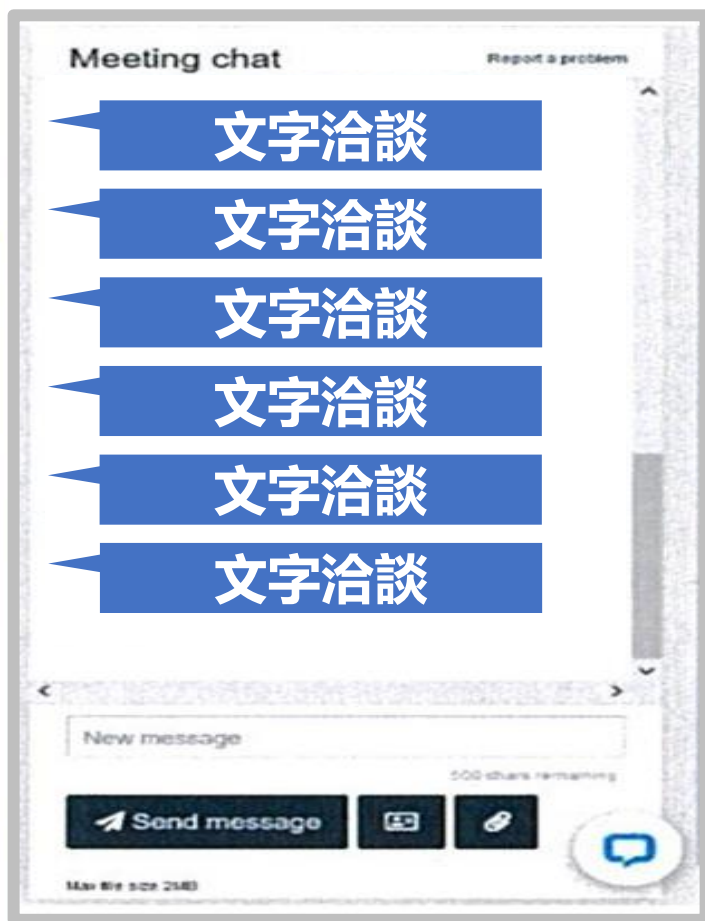 Meeting chat
Report a problem
文字洽談
文字洽談
文字洽談
文字洽談
文字洽談
文字洽談
New message
500 chars remaining
Send message
Max file size 2MB